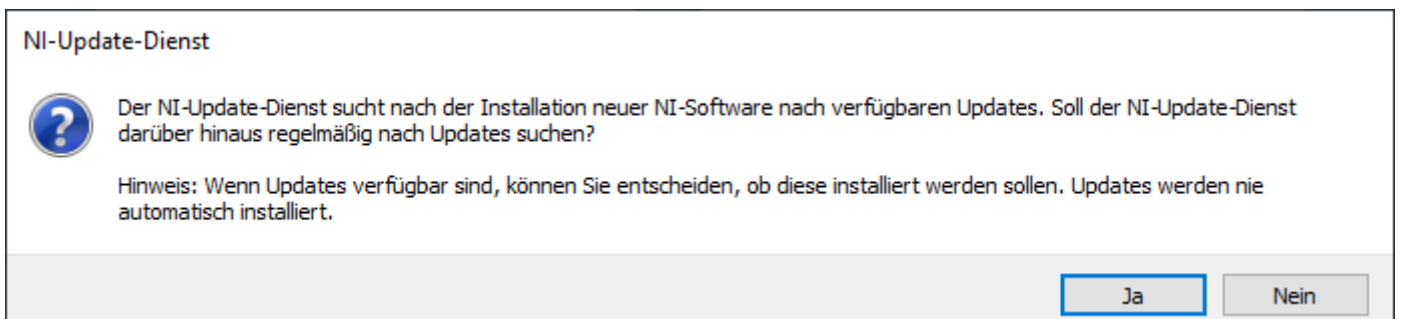 NI-Update-Dienst
Der NI-Update-Dienst sucht nach der Installation neuer NI-Software nach verfügbaren Updates. Soll der NI-Update-Dienst
darüber hinaus regelmäßig nach Updates suchen?
Hinweis: Wenn Updates verfügbar sind, können Sie entscheiden, ob diese installiert werden sollen. Updates werden nie
automatisch installiert.
Ja
Nein